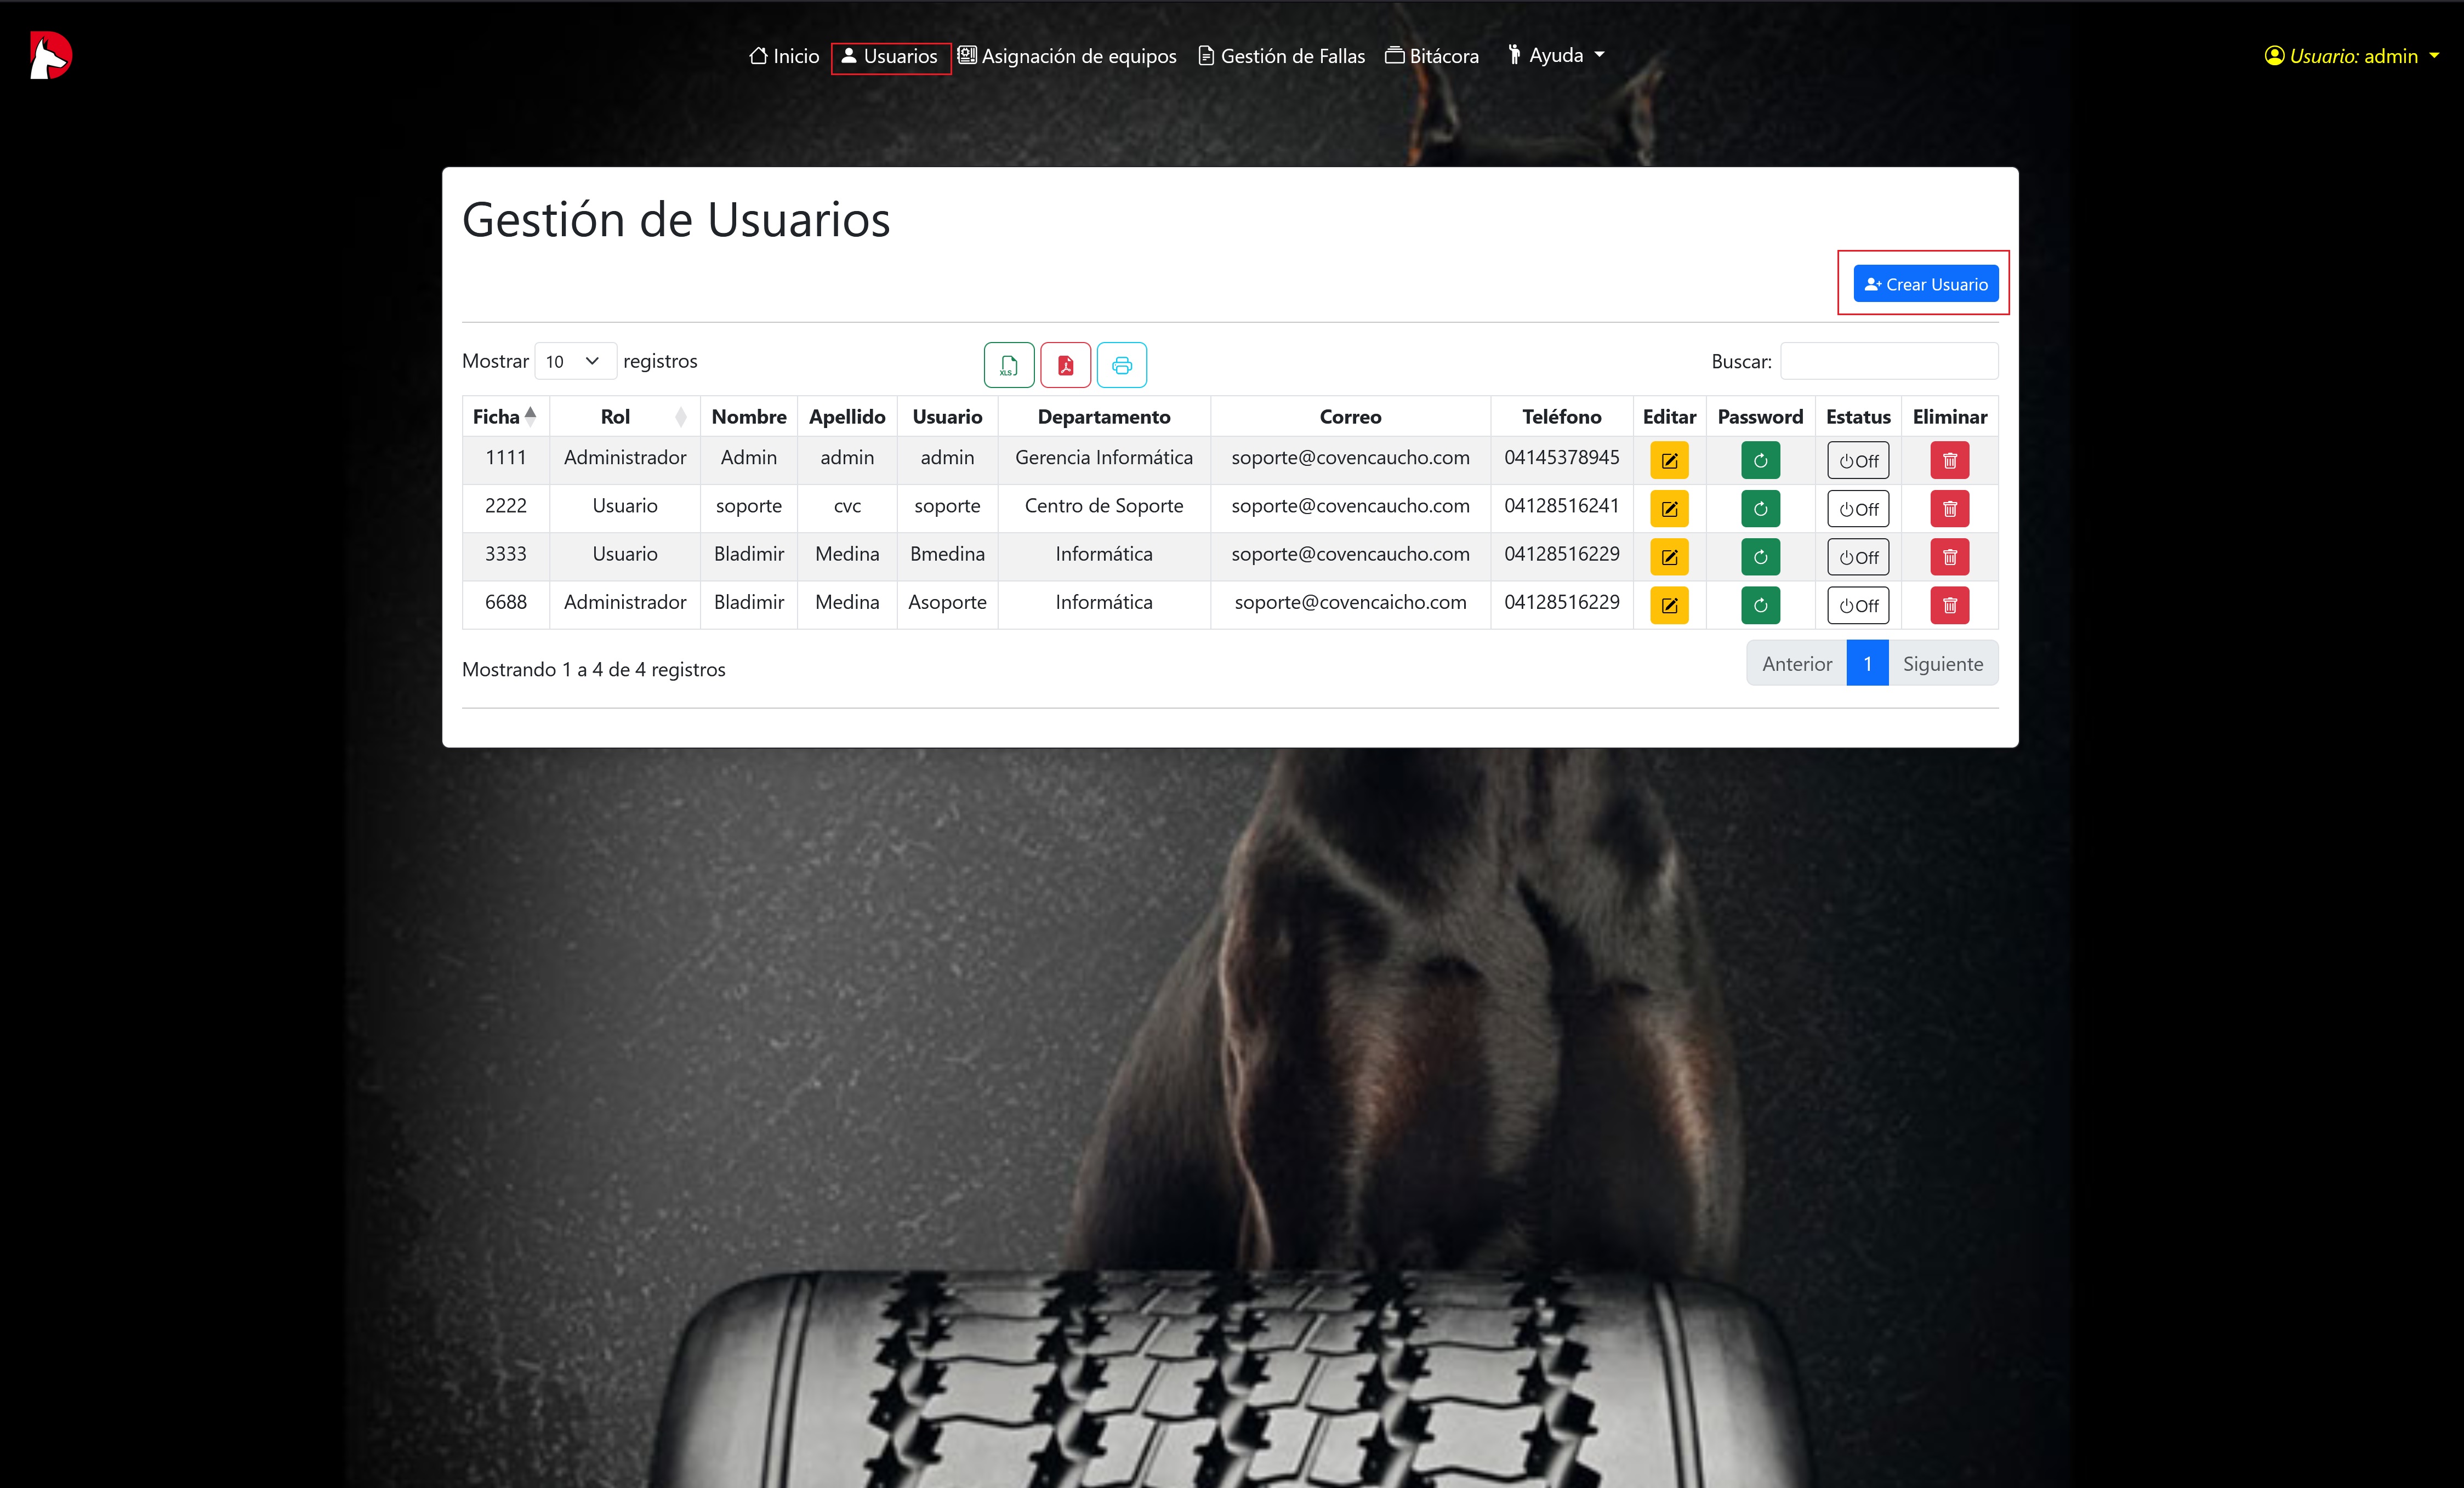 Inicio Usuarios Asignación de equipos Gestión de Fallas Bitácora Ayuda Usuario: admin
Gestión de Usuarios
Crear Usuario
Mostrar 10 registros XLS Buscar:
Ficha Rol Nombre Apellido Usuario Departamento Correo Teléfono Editar Password Estatus Eliminar
1111 Administrador Admin admin admin Gerencia Informática soporte@covencaucho.com 04145378945 Off
2222 Usuario soporte cvc soporte Centro de Soporte soporte@covencaucho.com 04128516241 Off
3333 Usuario Bladimir Medina Bmedina Informática soporte@covencaucho.com 04128516229 Off
6688 Administrador Bladimir Medina Asoporte Informática soporte@covencaicho.com 04128516229 Off
Mostrando 1 a 4 de 4 registros Anterior 1 Siguiente